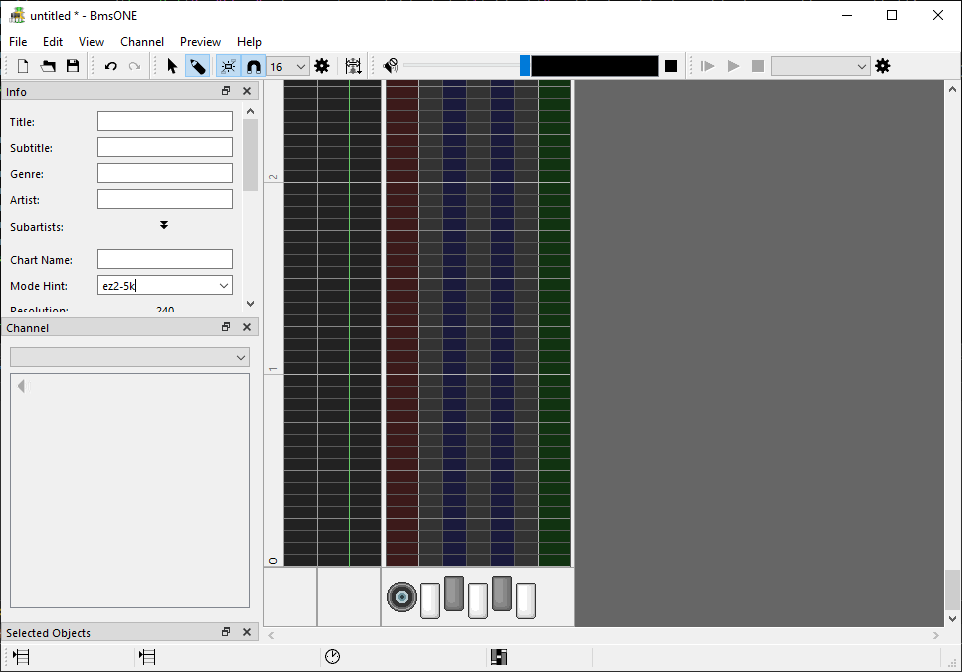 untitled * - BmsONE
File Edit View Channel Preview Help
16
Info
Title:
Subtitle:
Genre:
Artist:
Subartists:
Chart Name:
Mode Hint: ez2-5k
Resolution: 240
Channel
Selected Objects
2
1
0